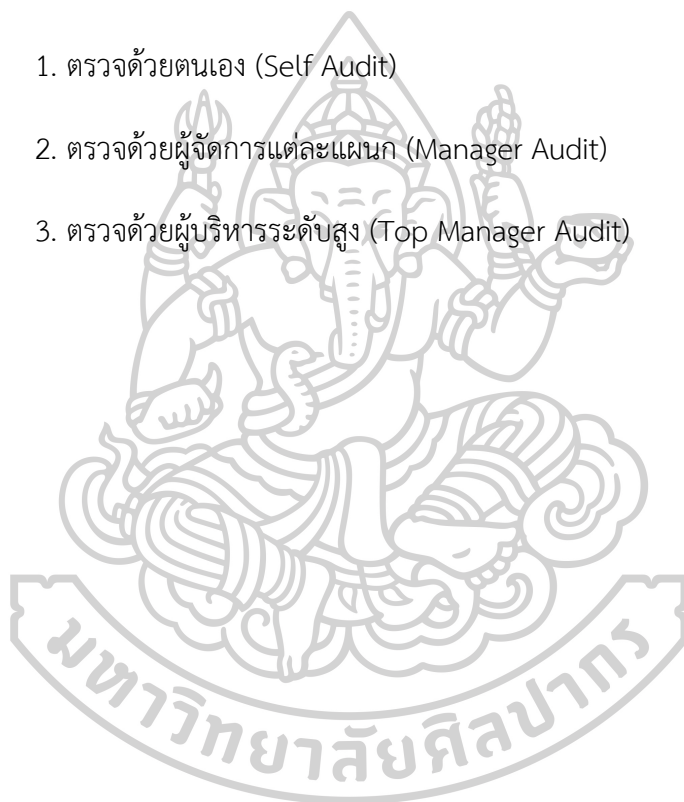 1. ตรวจด้วยตนเอง (Self Audit)
2. ตรวจด้วยผู้จัดการแต่ละแผนก (Manager Audit)
3. ตรวจด้วยผู้บริหารระดับสูง (Top Manager Audit)
มหาวิทยาลัยศิลปากร